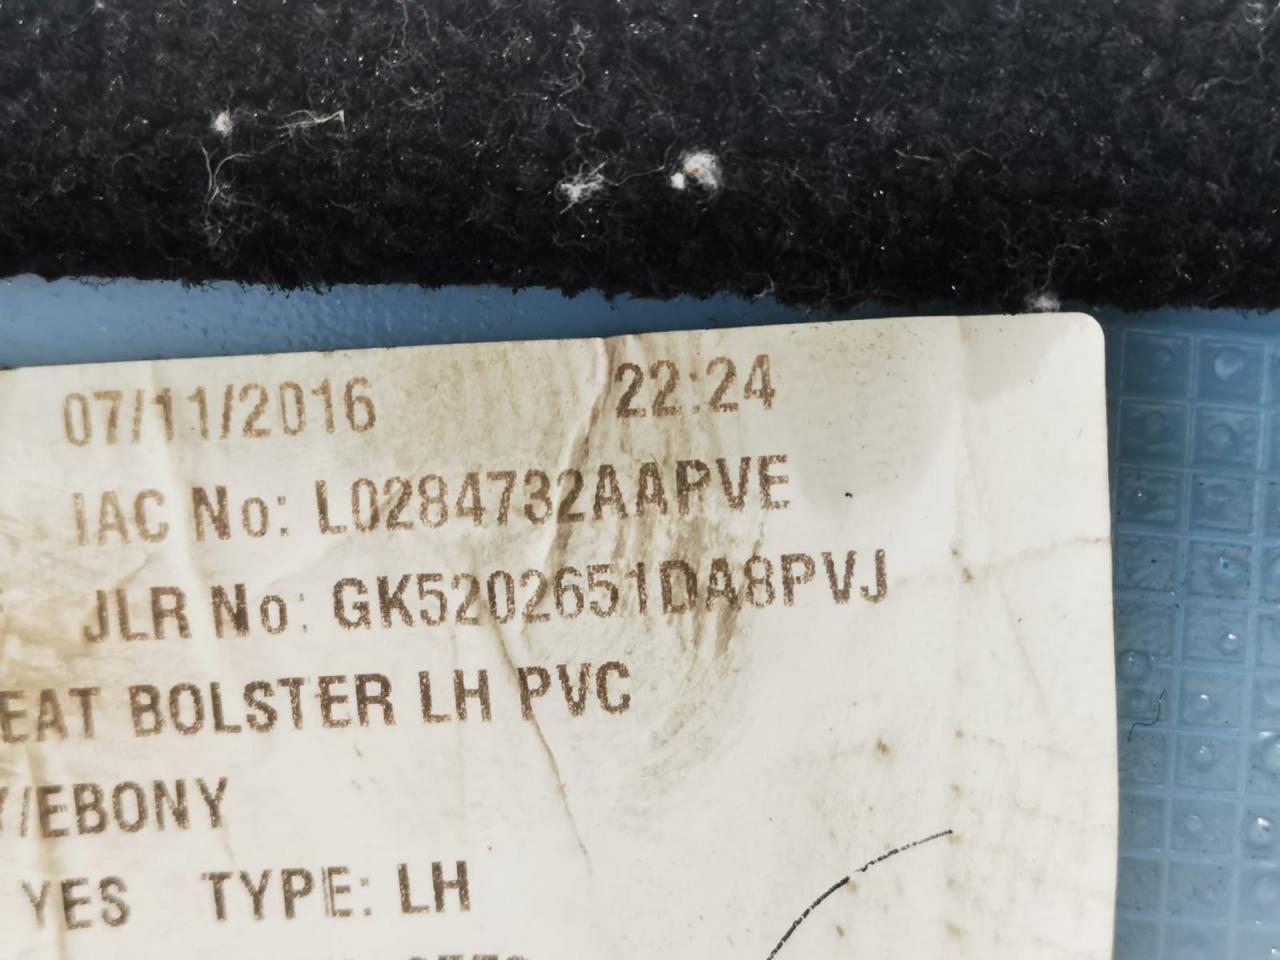 07/11/2016 22:24
IAC No: L0284732AAPVE
JLR No: GK5202651DA8PVJ
EAT BOLSTER LH PVC
Y/EBONY
YES TYPE: LH